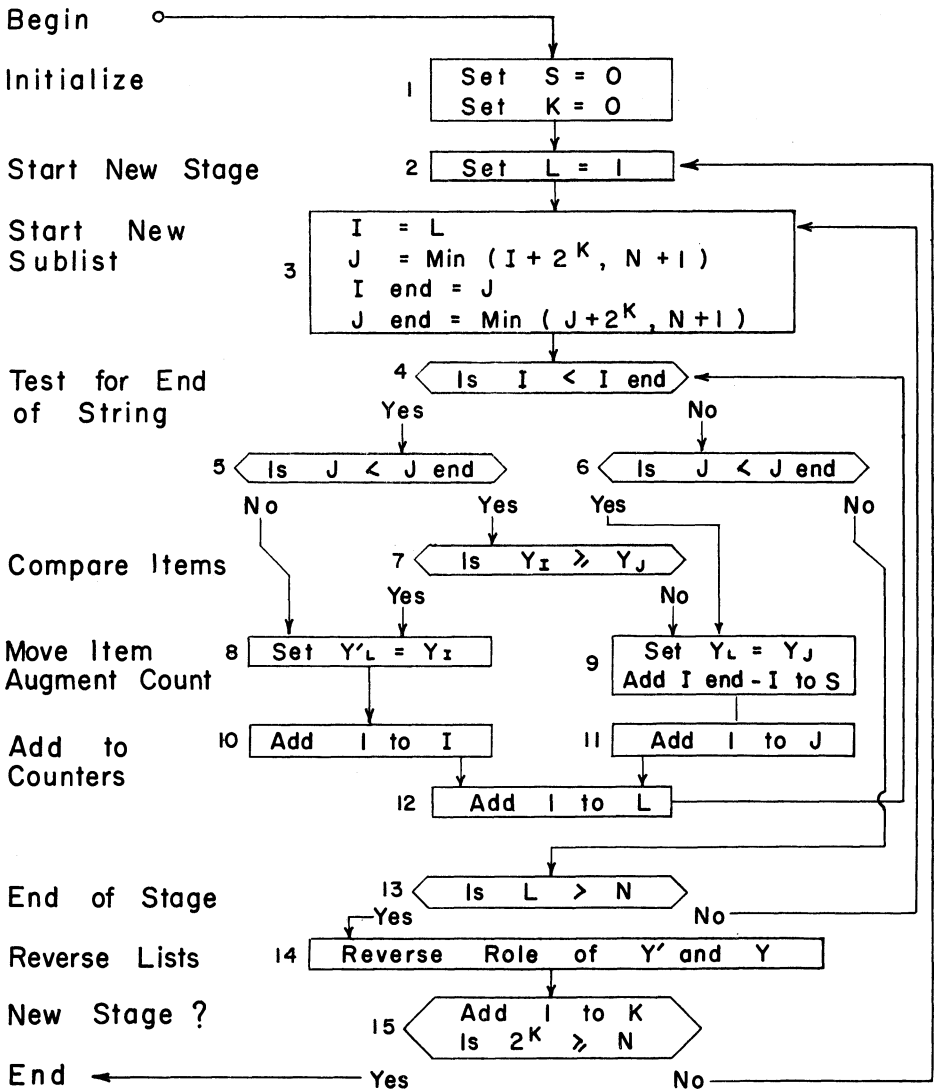 Begin
Initialize
1 Set S = 0
Set K = 0
Start New Stage
2 Set L = 1
Start New
Sublist
3 I = L
J = Min (I + 2^K, N + 1)
I end = J
J end = Min (J + 2^K, N + 1)
Test for End
of String
4 Is I < I end
Yes No
5 Is J < J end
6 Is J < J end
No Yes Yes No
Compare Items
7 Is Y_I ⩾ Y_J
Yes No
Move Item
Augment Count
8 Set Y'_L = Y_I
9 Set Y_L = Y_J
Add I end - I to S
Add to
Counters
10 Add 1 to I
11 Add 1 to J
12 Add 1 to L
End of Stage
13 Is L > N
Yes No
Reverse Lists
14 Reverse Role of Y' and Y
New Stage ?
15 Add 1 to K
Is 2^K ⩾ N
End Yes No